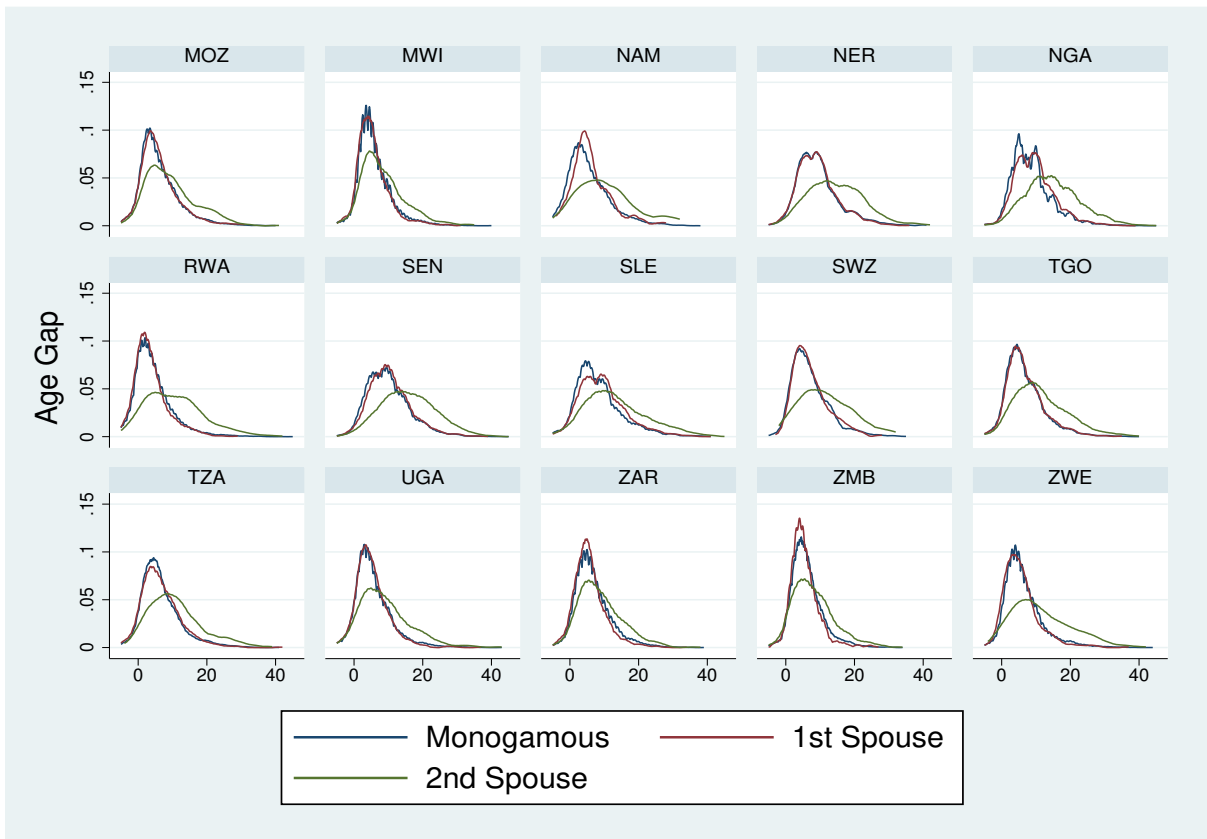 MOZ MWI NAM NER NGA
.15
.1
.05
0
RWA SEN SLE SWZ TGO
.15
.1
.05
0
TZA UGA ZAR ZMB ZWE
.15
.1
.05
0
0 20 40 0 20 40 0 20 40 0 20 40 0 20 40
Age Gap
Monogamous 1st Spouse
2nd Spouse